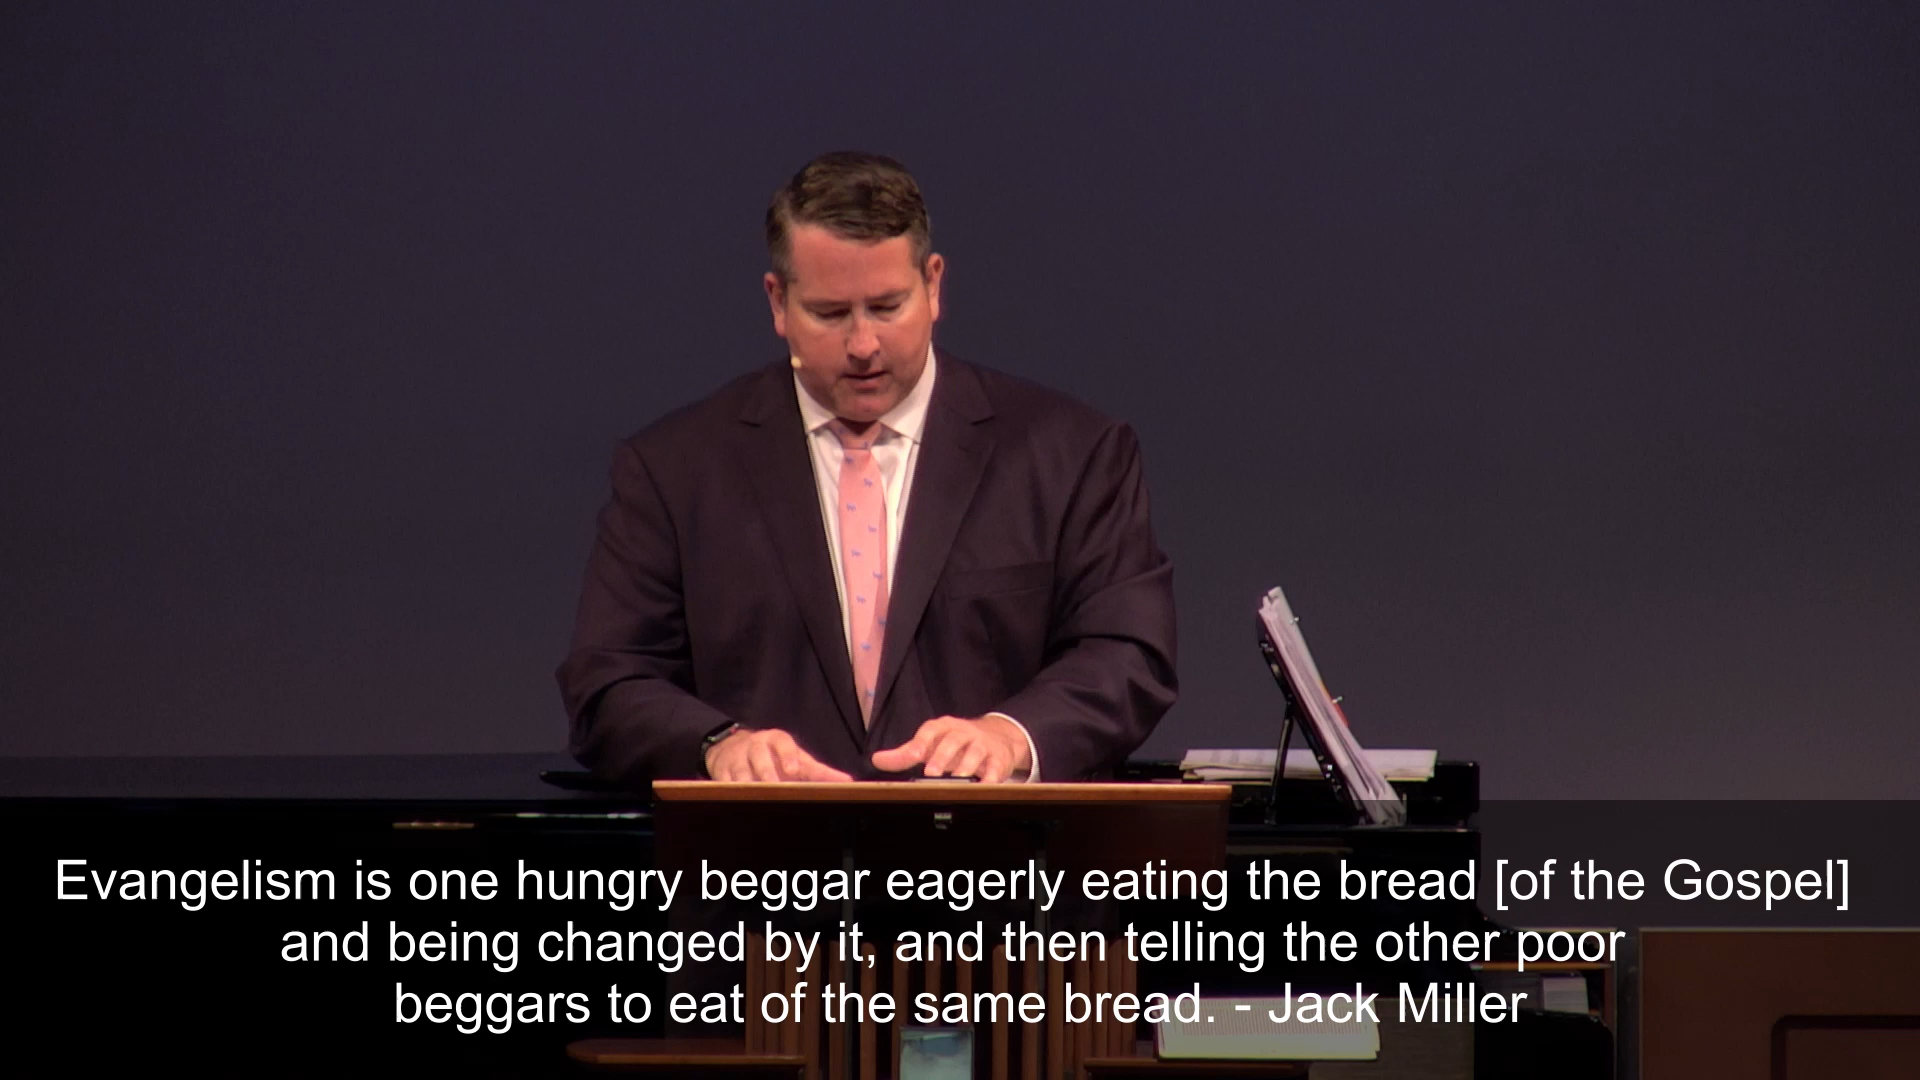 Evangelism is one hungry beggar eagerly eating the bread [of the Gospel]
and being changed by it, and then telling the other poor
beggars to eat of the same bread. - Jack Miller